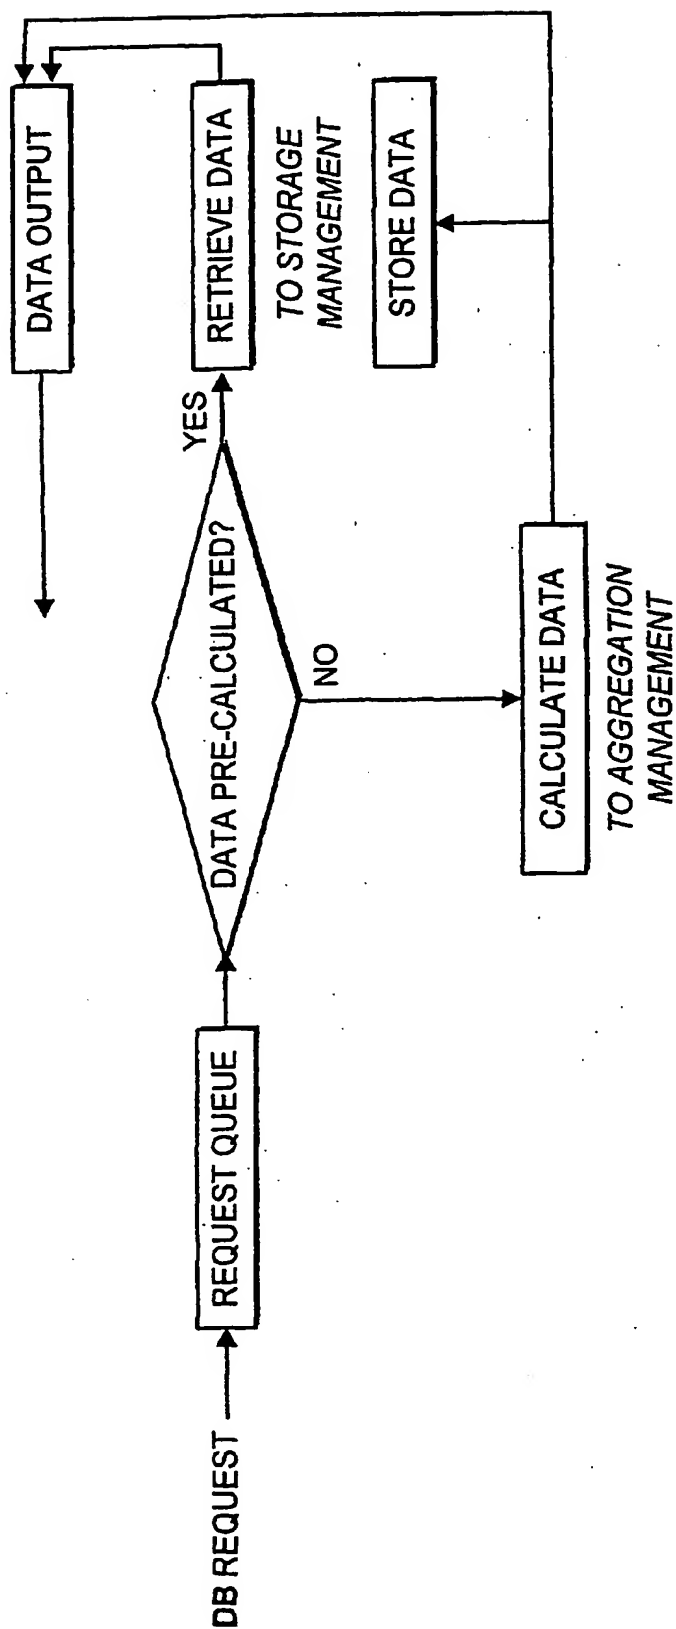 DB REQUEST
REQUEST QUEUE
DATA PRE-CALCULATED?
YES
NO
RETRIEVE DATA
TO STORAGE
MANAGEMENT
DATA OUTPUT
CALCULATE DATA
TO AGGREGATION
MANAGEMENT
STORE DATA